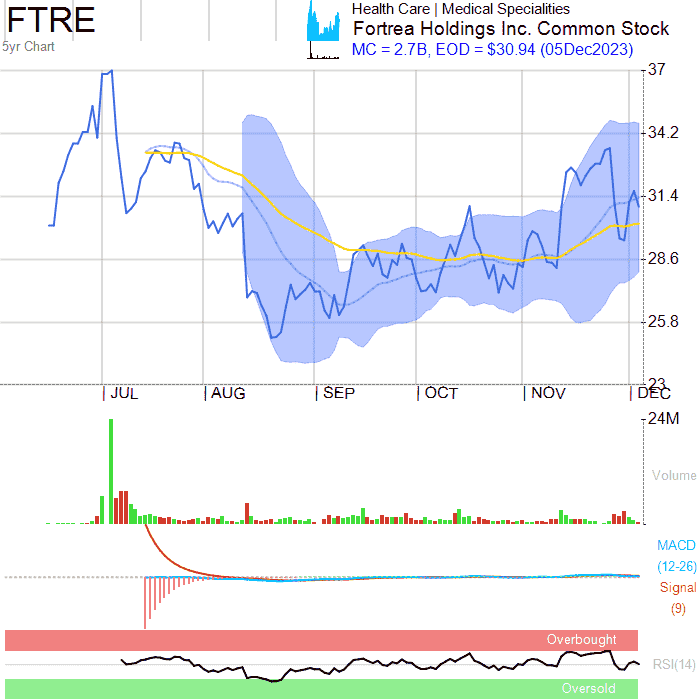 FTRE
5yr Chart
Health Care | Medical Specialities
Fortrea Holdings Inc. Common Stock
MC = 2.7B, EOD = $30.94 (05Dec2023)
37
34.2
31.4
28.6
25.8
23
JUL AUG SEP OCT NOV DEC
24M
Volume
MACD
(12-26)
Signal
(9)
Overbought
RSI(14)
Oversold